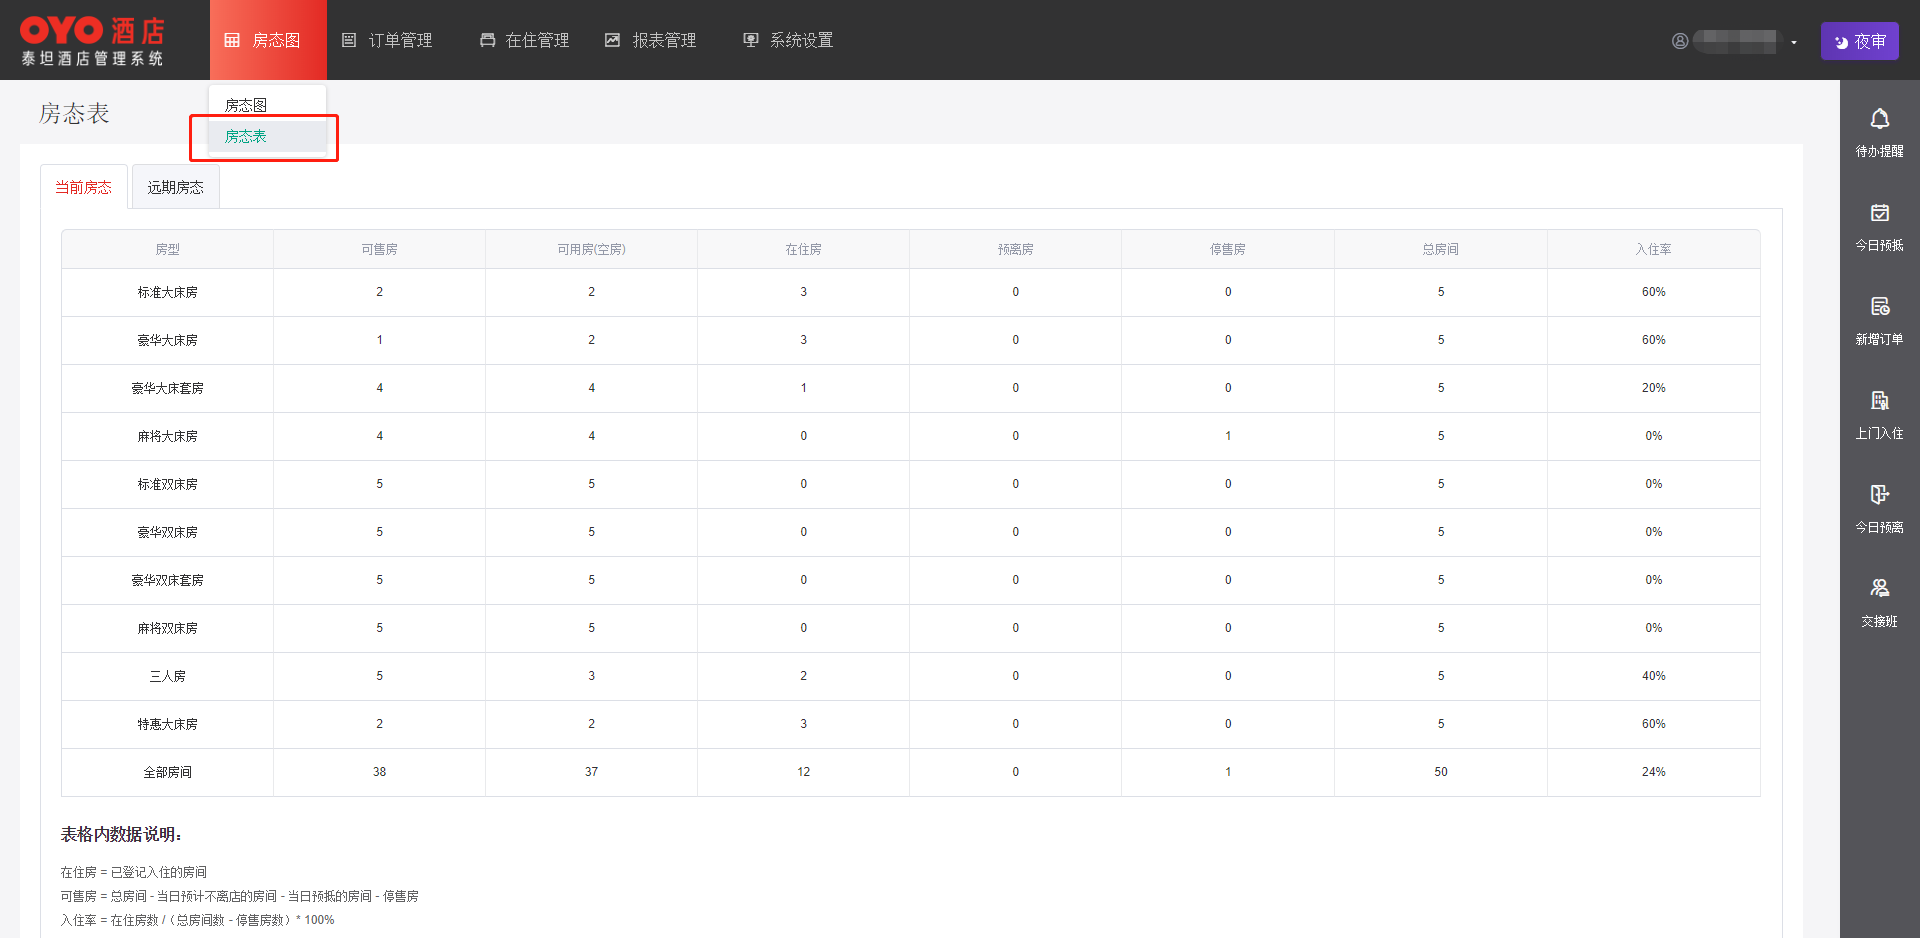 OYO 酒店
泰坦酒店管理系统
房态图 订单管理 在住管理 报表管理 系统设置 夜审
房态图
房态表
房态表
当前房态 远期房态
房型 可售房 可用房(空房) 在住房 预离房 停售房 总房间 入住率
标准大床房 2 2 3 0 0 5 60%
豪华大床房 1 2 3 0 0 5 60%
豪华大床套房 4 4 1 0 0 5 20%
麻将大床房 4 4 0 0 1 5 0%
标准双床房 5 5 0 0 0 5 0%
豪华双床房 5 5 0 0 0 5 0%
豪华双床套房 5 5 0 0 0 5 0%
麻将双床房 5 5 0 0 0 5 0%
三人房 5 3 2 0 0 5 40%
特惠大床房 2 2 3 0 0 5 60%
全部房间 38 37 12 0 1 50 24%
表格内数据说明：
在住房 = 已登记入住的房间
可售房 = 总房间 - 当日预计不离店的房间 - 当日预抵的房间 - 停售房
入住率 = 在住房数 /（总房间数 - 停售房数）* 100%
待办提醒
今日预抵
新增订单
上门入住
今日预离
交接班